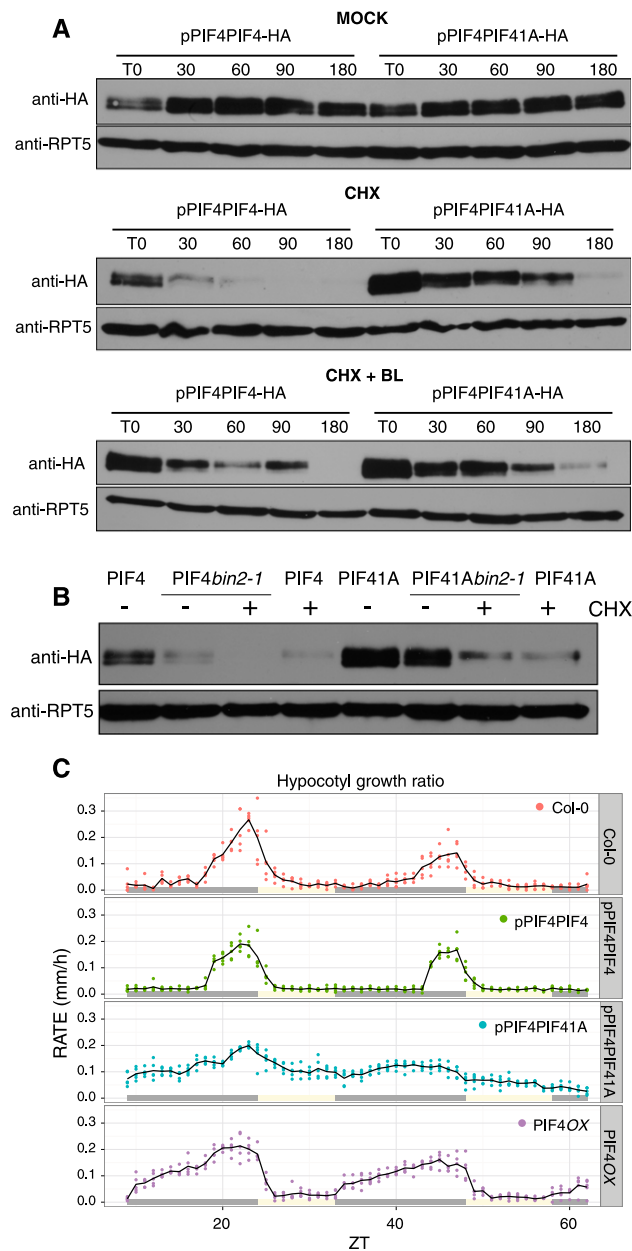 A
MOCK
pPIF4PIF4-HA pPIF4PIF41A-HA
T0 30 60 90 180 T0 30 60 90 180
anti-HA
anti-RPT5
CHX
pPIF4PIF4-HA pPIF4PIF41A-HA
T0 30 60 90 180 T0 30 60 90 180
anti-HA
anti-RPT5
CHX + BL
pPIF4PIF4-HA pPIF4PIF41A-HA
T0 30 60 90 180 T0 30 60 90 180
anti-HA
anti-RPT5
B
PIF4 PIF4bin2-1 PIF4 PIF41A PIF41Abin2-1 PIF41A
- - + + - - + + CHX
anti-HA
anti-RPT5
C
Hypocotyl growth ratio
RATE (mm/h)
0.3
0.2
0.1
0.0
Col-0
Col-0
0.3
0.2
0.1
0.0
pPIF4PIF4
pPIF4PIF4
0.3
0.2
0.1
0.0
pPIF4PIF41A
pPIF4PIF41A
0.3
0.2
0.1
0.0
PIF4OX
PIF4OX
20 40 60
ZT